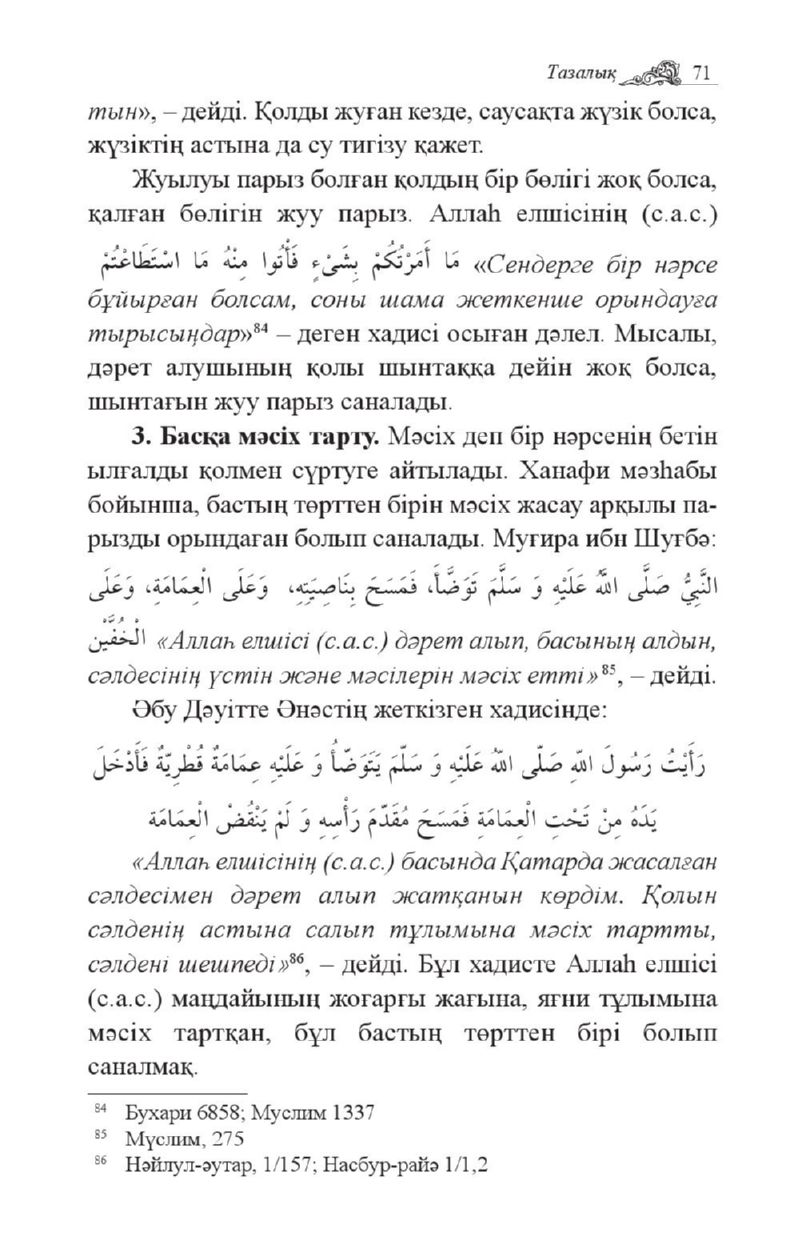 Тазалық 71
тын», – дейді. Қолды жуған кезде, саусақта жүзік болса,
жүзіктің астына да су тигізу қажет.
Жуылуы парыз болған қолдың бір бөлігі жоқ болса,
қалған бөлігін жуу парыз. Аллаһ елшісінің (с.а.с.)
مَا أَمَرْتُكُمْ بِشَيْءٍ فَأْتُوا مِنْهُ مَا اسْتَطَاعْتُمْ «Сендерге бір нәрсе
бұйырған болсам, соны шама жеткенше орындауға
тырысыңдар»⁸⁴ – деген хадисі осыған дәлел. Мысалы,
дәрет алушының қолы шынтаққа дейін жоқ болса,
шынтағын жуу парыз саналады.
3. Басқа мәсіх тарту. Мәсіх деп бір нәрсенің бетін
ылғалды қолмен сүртуге айтылады. Ханафи мәзһабы
бойынша, бастың төрттен бірін мәсіх жасау арқылы па-
рызды орындаған болып саналады. Муғира ибн Шуғбә:
النَّبِيُّ صَلَّى اللهُ عَلَيْهِ وَ سَلَّمَ تَوَضَّأَ، فَمَسَحَ بِنَاصِيَتِهِ، وَعَلَى الْعِمَامَةِ، وَعَلَى
الْخُفَّيْنِ «Аллаһ елшісі (с.а.с.) дәрет алып, басының алдын,
сәлдесінің үстін және мәсілерін мәсіх етті»⁸⁵, – дейді.
Әбу Дәуітте Әнәстің жеткізген хадисінде:
رَأَيْتُ رَسُولَ اللهِ صَلَّى اللهُ عَلَيْهِ وَ سَلَّمَ يَتَوَضَّأُ وَ عَلَيْهِ عِمَامَةٌ قُطْرِيَّةٌ فَأَدْخَلَ
يَدَهُ مِنْ تَحْتِ الْعِمَامَةِ فَمَسَحَ مُقَدَّمَ رَأْسِهِ وَ لَمْ يَنْقُضِ الْعِمَامَةَ
«Аллаһ елшісінің (с.а.с.) басында Қатарда жасалған
сәлдесімен дәрет алып жатқанын көрдім. Қолын
сәлденің астына салып тұлымына мәсіх тартты,
сәлдені шешпеді»⁸⁶, – дейді. Бұл хадисте Аллаһ елшісі
(с.а.с.) маңдайының жоғарғы жағына, яғни тұлымына
мәсіх тартқан, бұл бастың төрттен бірі болып
саналмақ.
84 Бухари 6858; Муслим 1337
85 Мүслим, 275
86 Нәйлул-әутар, 1/157; Насбур-райә 1/1,2